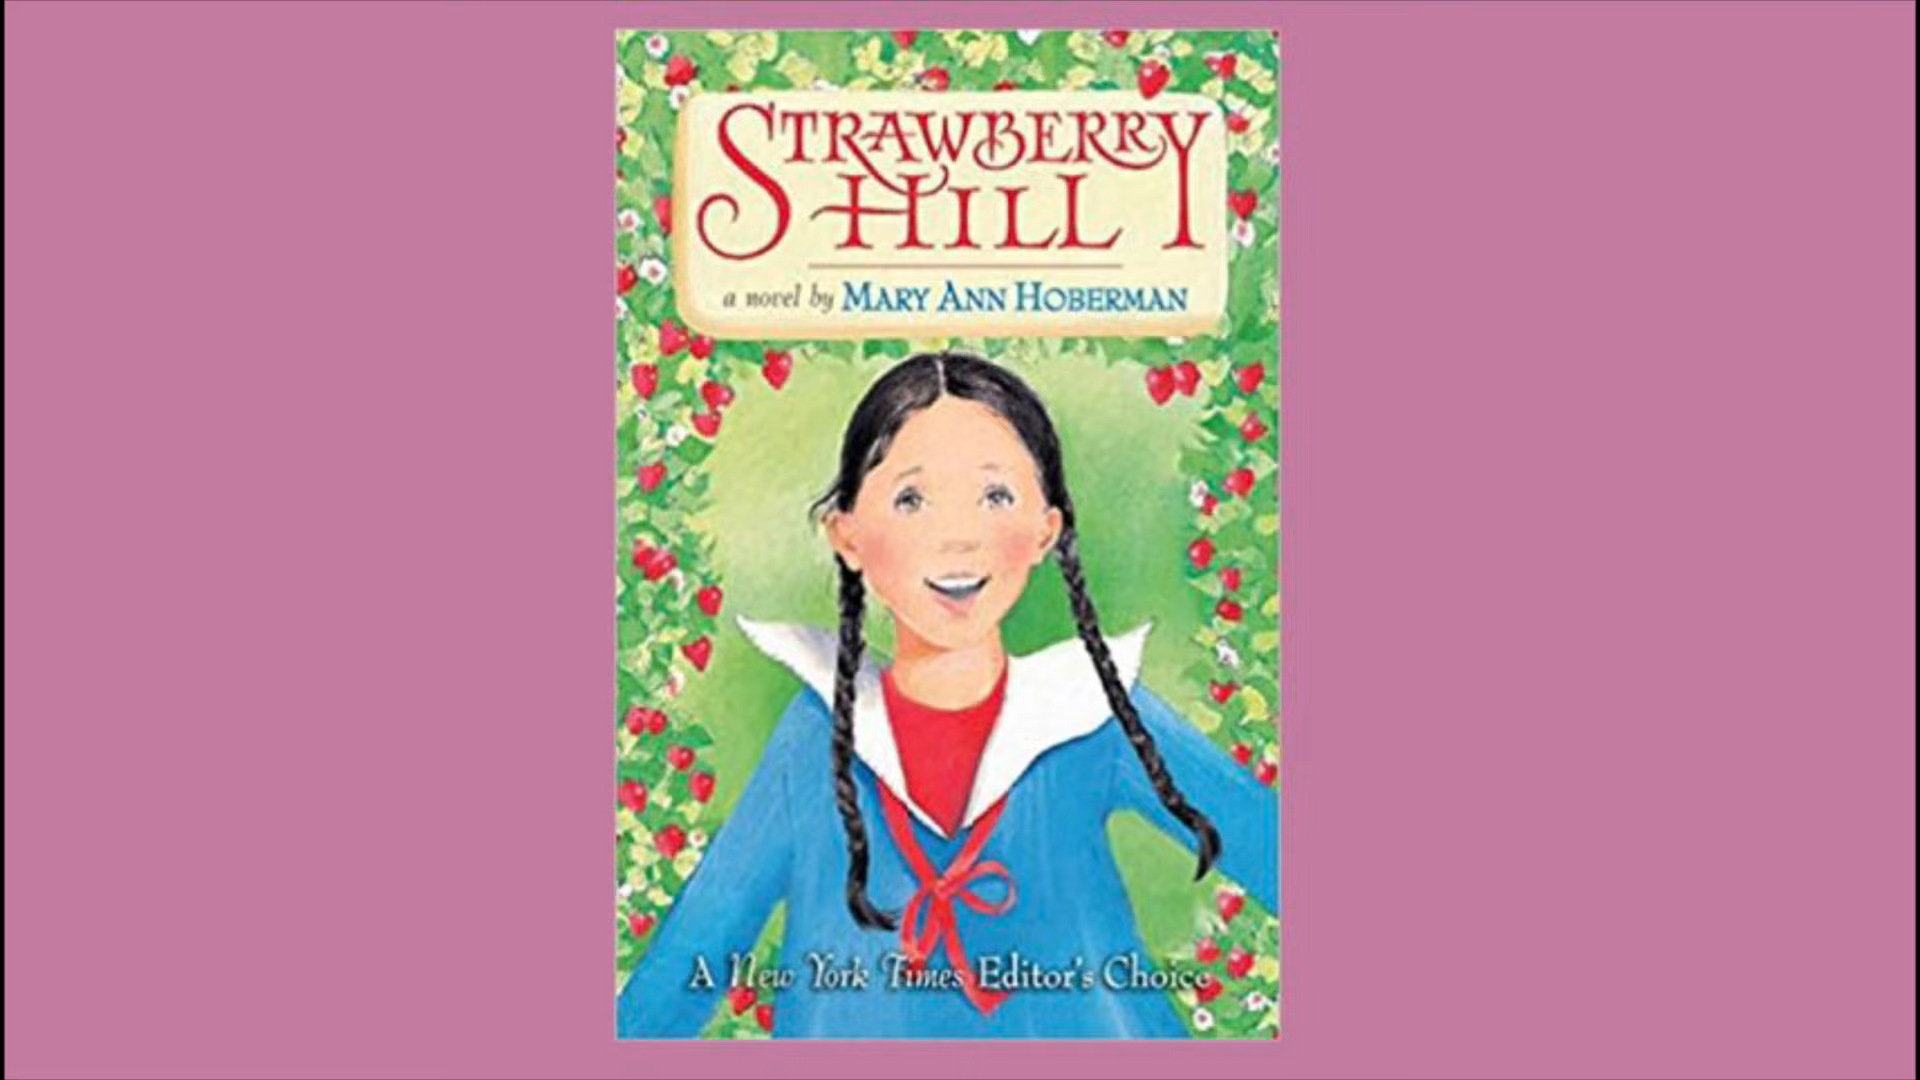 STRAWBERRY
HILL
a novel by MARY ANN HOBERMAN
A New York Times Editor's Choice